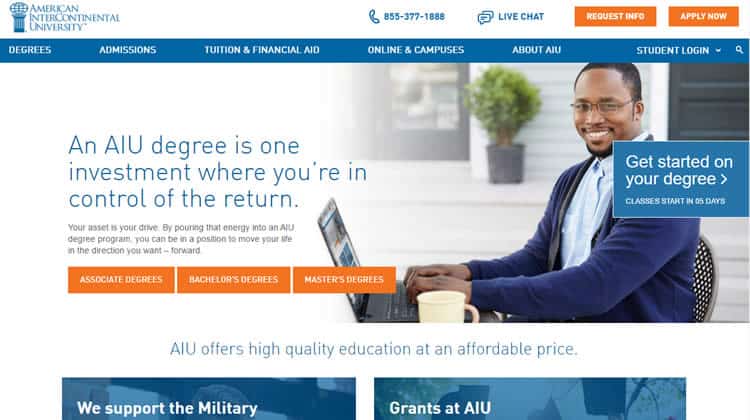 AMERICAN
INTERCONTINENTAL
UNIVERSITY
855-377-1888
LIVE CHAT
REQUEST INFO
APPLY NOW
DEGREES
ADMISSIONS
TUITION & FINANCIAL AID
ONLINE & CAMPUSES
ABOUT AIU
STUDENT LOGIN
An AIU degree is one
investment where you're in
control of the return.
Your asset is your drive. By pouring that energy into an AIU
degree program, you can be in a position to move your life
in the direction you want – forward.
ASSOCIATE DEGREES
BACHELOR'S DEGREES
MASTER'S DEGREES
Get started on
your degree >
CLASSES START IN 05 DAYS
AIU offers high quality education at an affordable price.
We support the Military
Grants at AIU